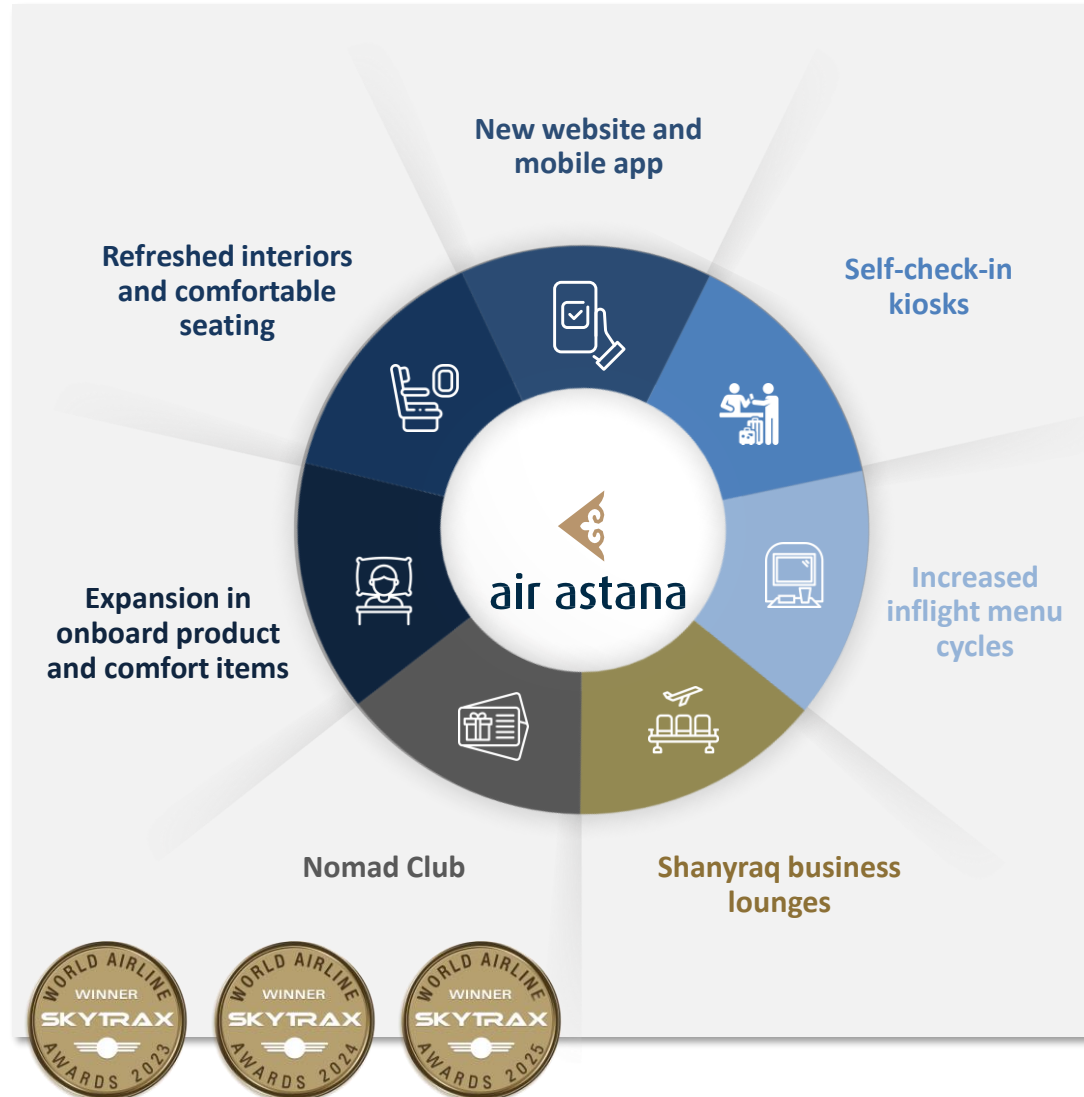 New website and
mobile app
Refreshed interiors
and comfortable
seating
Self-check-in
kiosks
air astana
Expansion in
onboard product
and comfort items
Increased
inflight menu
cycles
Nomad Club
Shanyraq business
lounges
WORLD AIRLINE
WINNER
SKYTRAX
AWARDS 2023
WORLD AIRLINE
WINNER
SKYTRAX
AWARDS 2024
WORLD AIRLINE
WINNER
SKYTRAX
AWARDS 2025